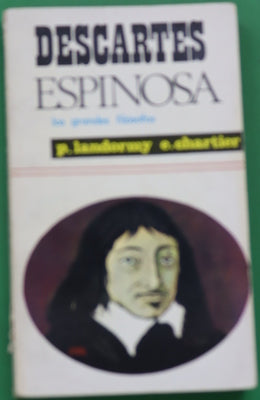 DESCARTES
ESPINOSA
los grandes filósofos
p. landormy e. chartier